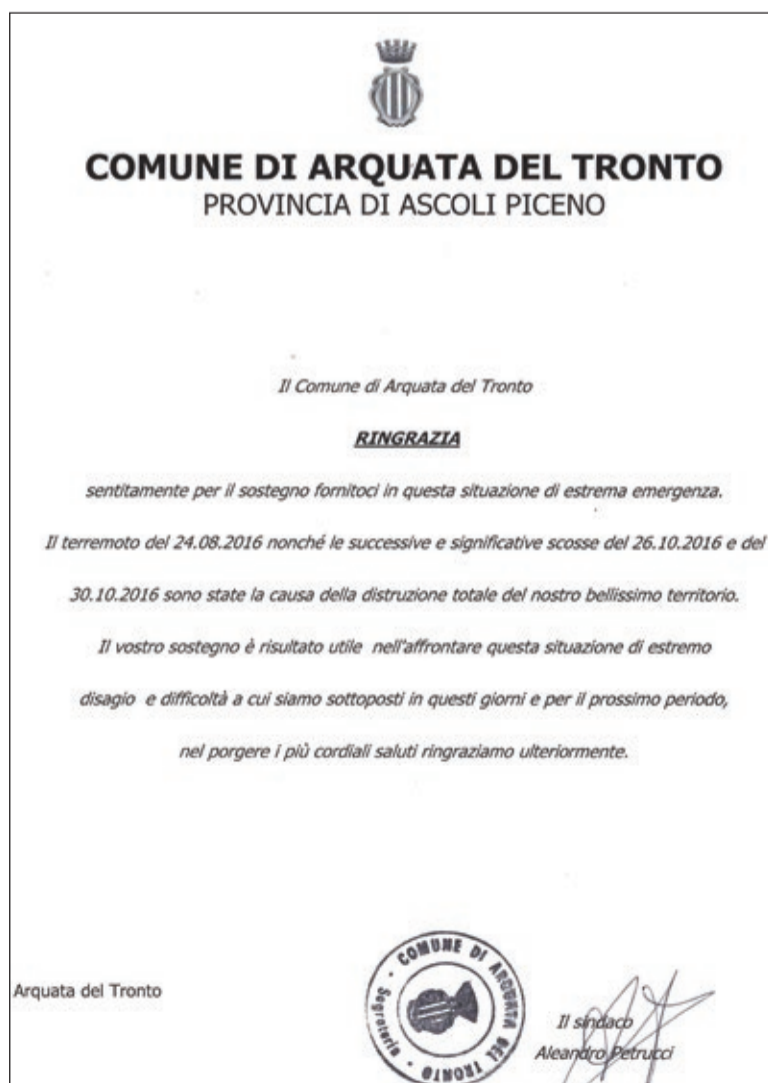 COMUNE DI ARQUATA DEL TRONTO
PROVINCIA DI ASCOLI PICENO
Il Comune di Arquata del Tronto
RINGRAZIA
sentitamente per il sostegno fornitoci in questa situazione di estrema emergenza.
Il terremoto del 24.08.2016 nonché le successive e significative scosse del 26.10.2016 e del
30.10.2016 sono state la causa della distruzione totale del nostro bellissimo territorio.
Il vostro sostegno è risultato utile nell'affrontare questa situazione di estremo
disagio e difficoltà a cui siamo sottoposti in questi giorni e per il prossimo periodo,
nel porgere i più cordiali saluti ringraziamo ulteriormente.
Arquata del Tronto
COMUNE DI ARQUATA DEL TRONTO
Segreteria
Il sindaco
Aleandro Petrucci